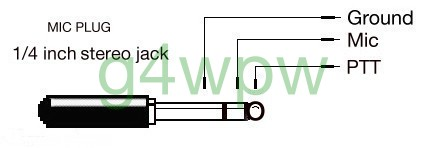 Ground
MIC PLUG
Mic
1/4 inch stereo jack
PTT
g4wpw